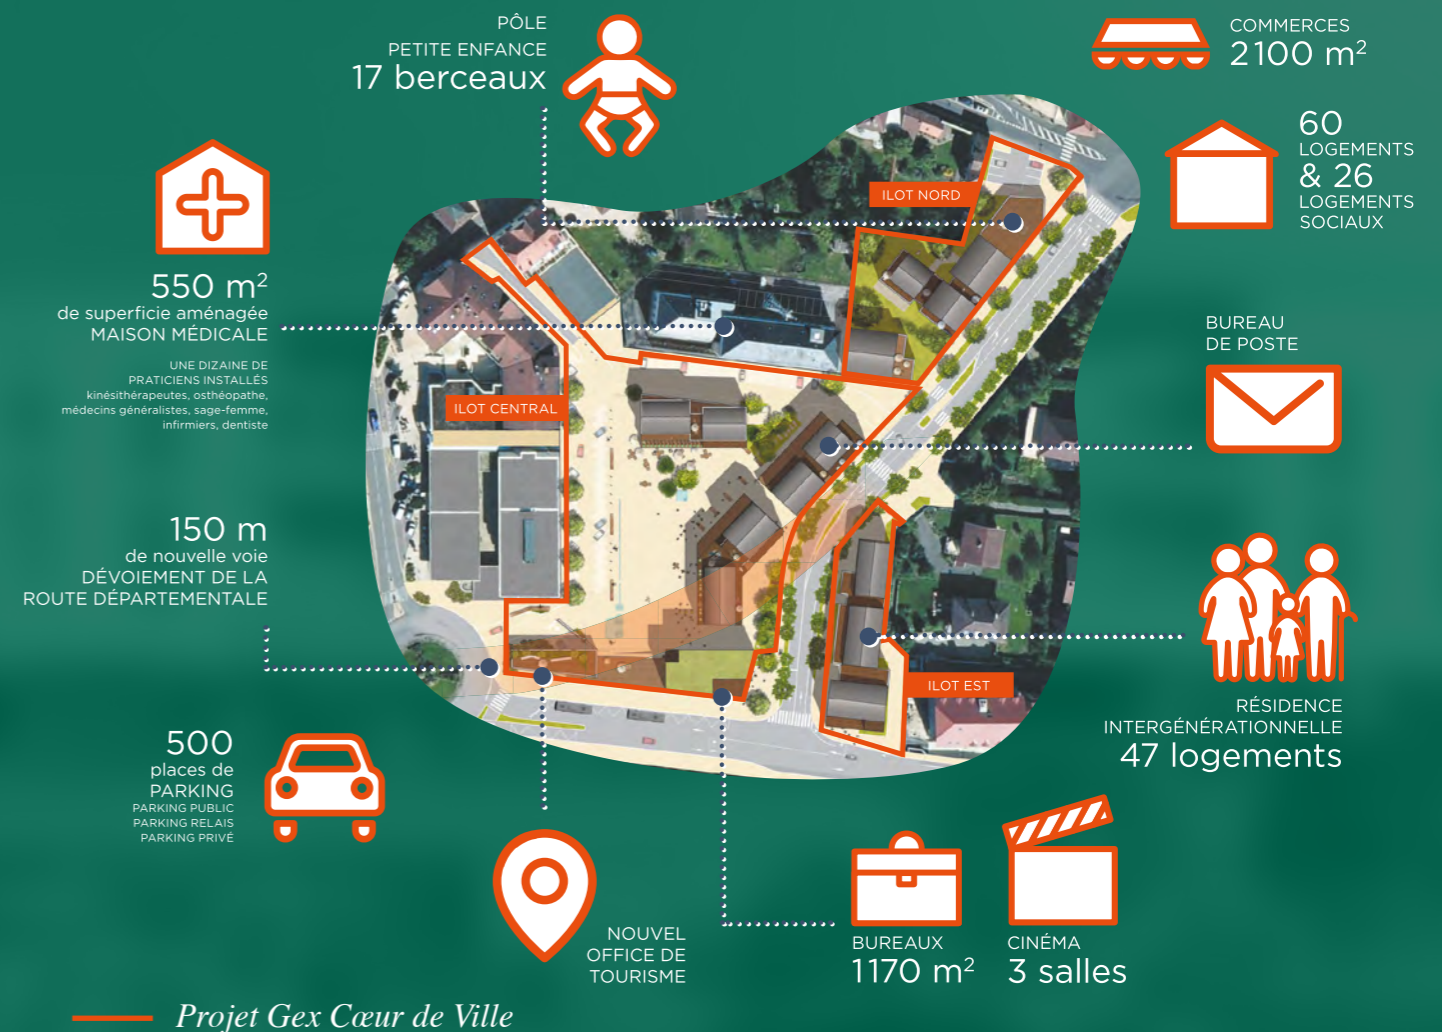 PÔLE
PETITE ENFANCE
17 berceaux
COMMERCES
2100 m²
60
LOGEMENTS
& 26
LOGEMENTS
SOCIAUX
ILOT NORD
550 m²
de superficie aménagée
MAISON MÉDICALE
UNE DIZAINE DE
PRATICIENS INSTALLÉS
kinésithérapeutes, osthéopathe,
médecins généralistes, sage-femme,
infirmiers, dentiste
BUREAU
DE POSTE
ILOT CENTRAL
150 m
de nouvelle voie
DÉVOIEMENT DE LA
ROUTE DÉPARTEMENTALE
ILOT EST
RÉSIDENCE
INTERGÉNÉRATIONNELLE
47 logements
500
places de
PARKING
PARKING PUBLIC
PARKING RELAIS
PARKING PRIVÉ
NOUVEL
OFFICE DE
TOURISME
BUREAUX
1170 m²
CINÉMA
3 salles
Projet Gex Cœur de Ville